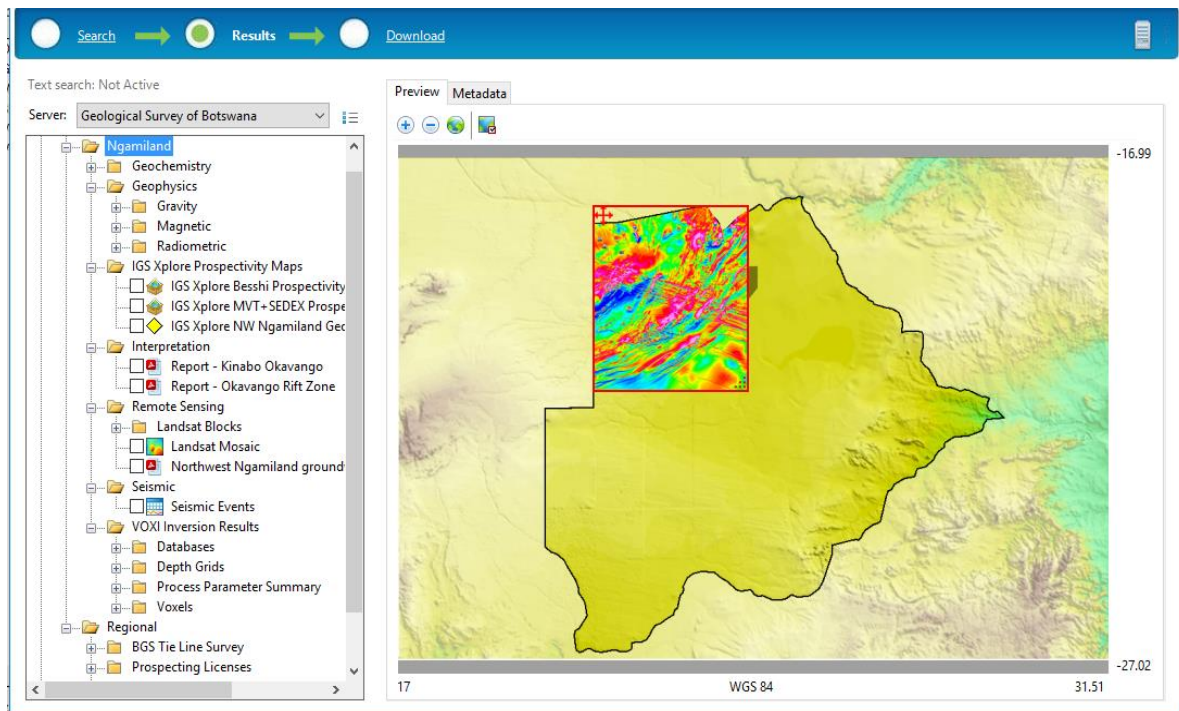 Search
Results
Download
Text search: Not Active
Server: Geological Survey of Botswana
Ngamiland
Geochemistry
Geophysics
Gravity
Magnetic
Radiometric
IGS Xplore Prospectivity Maps
IGS Xplore Besshi Prospectivity
IGS Xplore MVT+SEDEX Prospe
IGS Xplore NW Ngamiland Geo
Interpretation
Report - Kinabo Okavango
Report - Okavango Rift Zone
Remote Sensing
Landsat Blocks
Landsat Mosaic
Northwest Ngamiland ground
Seismic
Seismic Events
VOXI Inversion Results
Databases
Depth Grids
Process Parameter Summary
Voxels
Regional
BGS Tie Line Survey
Prospecting Licenses
Preview Metadata
-16.99
-27.02
17 WGS 84 31.51